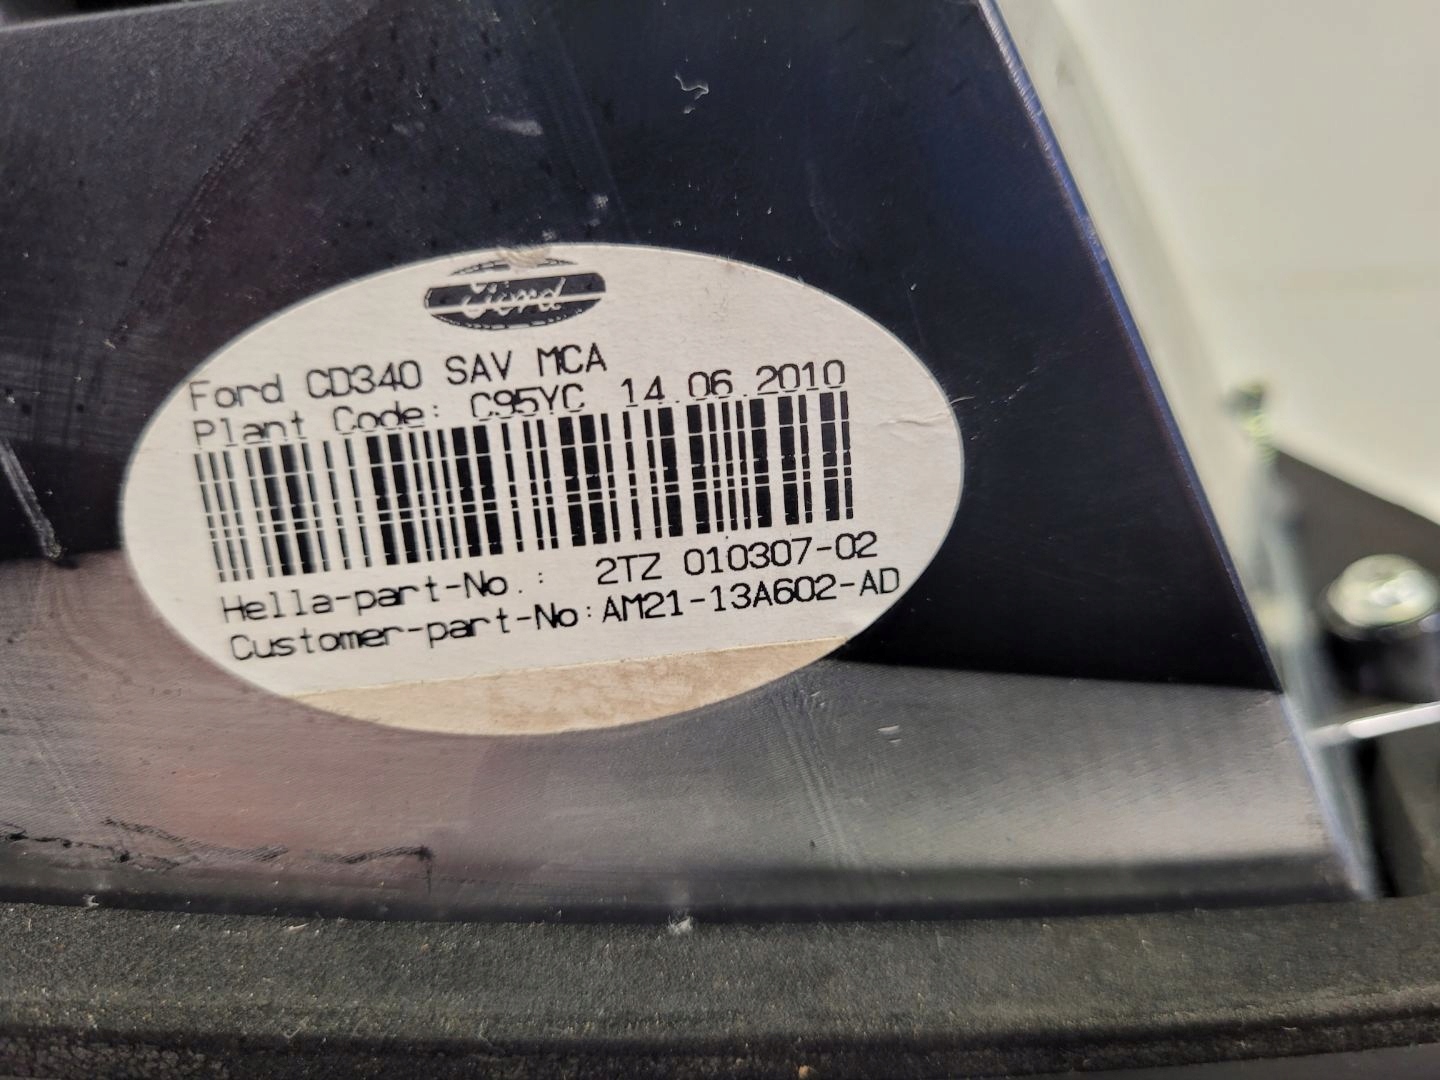 Ford
Ford CD340 SAV MCA
Plant Code: C95YC 14.06.2010
Hella-part-No.: 2TZ 010307-02
Customer-part-No:AM21-13A602-AD